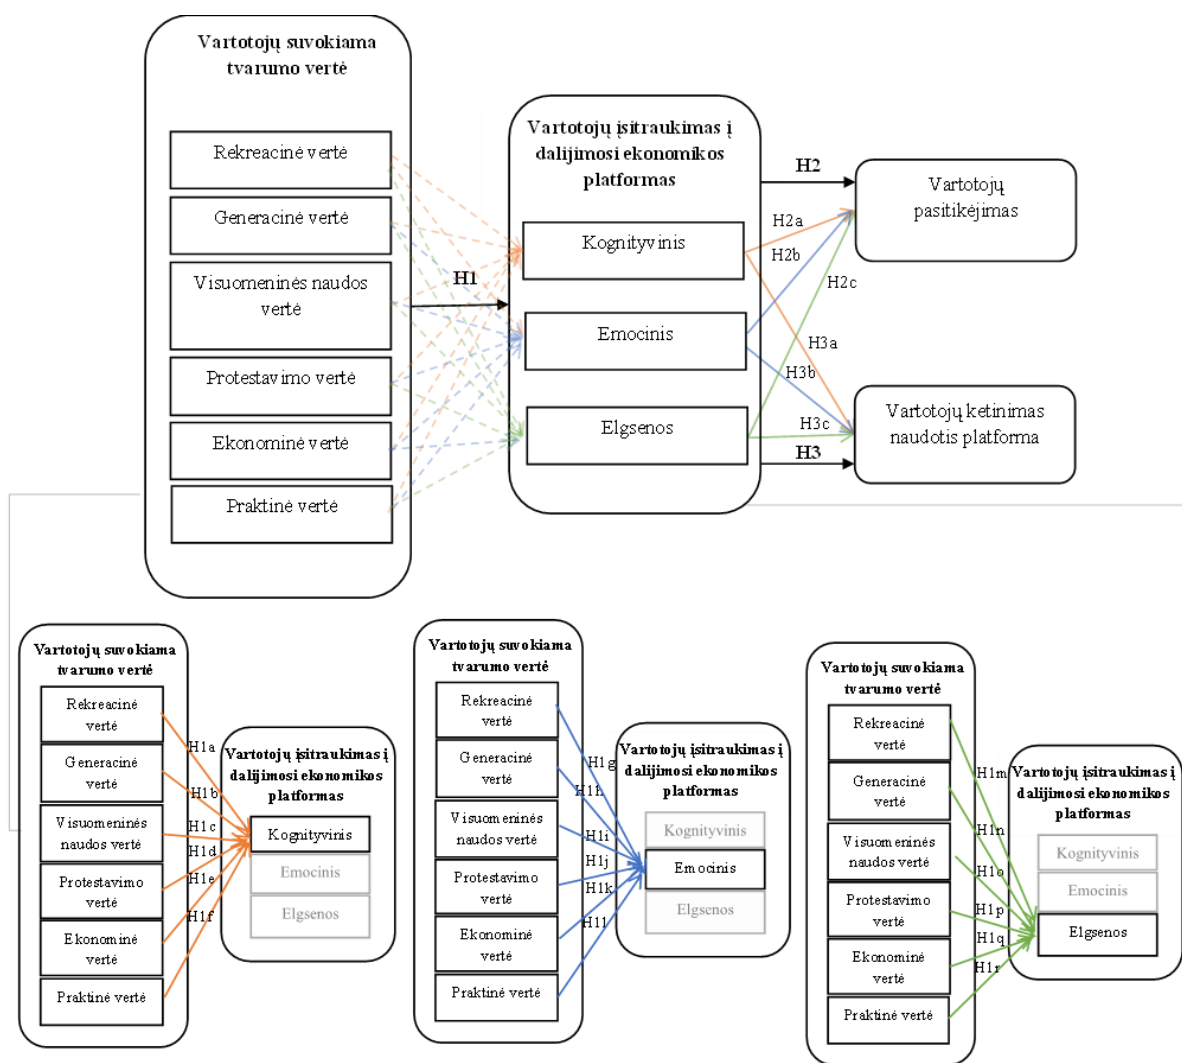 Vartotojų suvokiama
tvarumo vertė
Rekreacinė vertė
Generacinė vertė
Visuomeninės naudos
vertė
Protestavimo vertė
Ekonominė vertė
Praktinė vertė
H1
Vartotojų įsitraukimas į
dalijimosi ekonomikos
platformas
Kognityvinis
Emocinis
Elgsenos
H2
H2a
H2b
H2c
H3a
H3b
H3c
H3
Vartotojų
pasitikėjimas
Vartotojų ketinimas
naudotis platforma
Vartotojų suvokiama
tvarumo vertė
Rekreacinė
vertė
Generacinė
vertė
Visuomeninės
naudos vertė
Protestavimo
vertė
Ekonominė
vertė
Praktinė vertė
H1a
H1b
H1c
H1d
H1e
H1f
Vartotojų įsitraukimas į
dalijimosi ekonomikos
platformas
Kognityvinis
Emocinis
Elgsenos
Vartotojų suvokiama
tvarumo vertė
Rekreacinė
vertė
Generacinė
vertė
Visuomeninės
naudos vertė
Protestavimo
vertė
Ekonominė
vertė
Praktinė vertė
H1g
H1h
H1i
H1j
H1k
H1l
Vartotojų įsitraukimas į
dalijimosi ekonomikos
platformas
Kognityvinis
Emocinis
Elgsenos
Vartotojų suvokiama
tvarumo vertė
Rekreacinė
vertė
Generacinė
vertė
Visuomeninės
naudos vertė
Protestavimo
vertė
Ekonominė
vertė
Praktinė vertė
H1m
H1n
H1o
H1p
H1q
H1r
Vartotojų įsitraukimas į
dalijimosi ekonomikos
platformas
Kognityvinis
Emocinis
Elgsenos